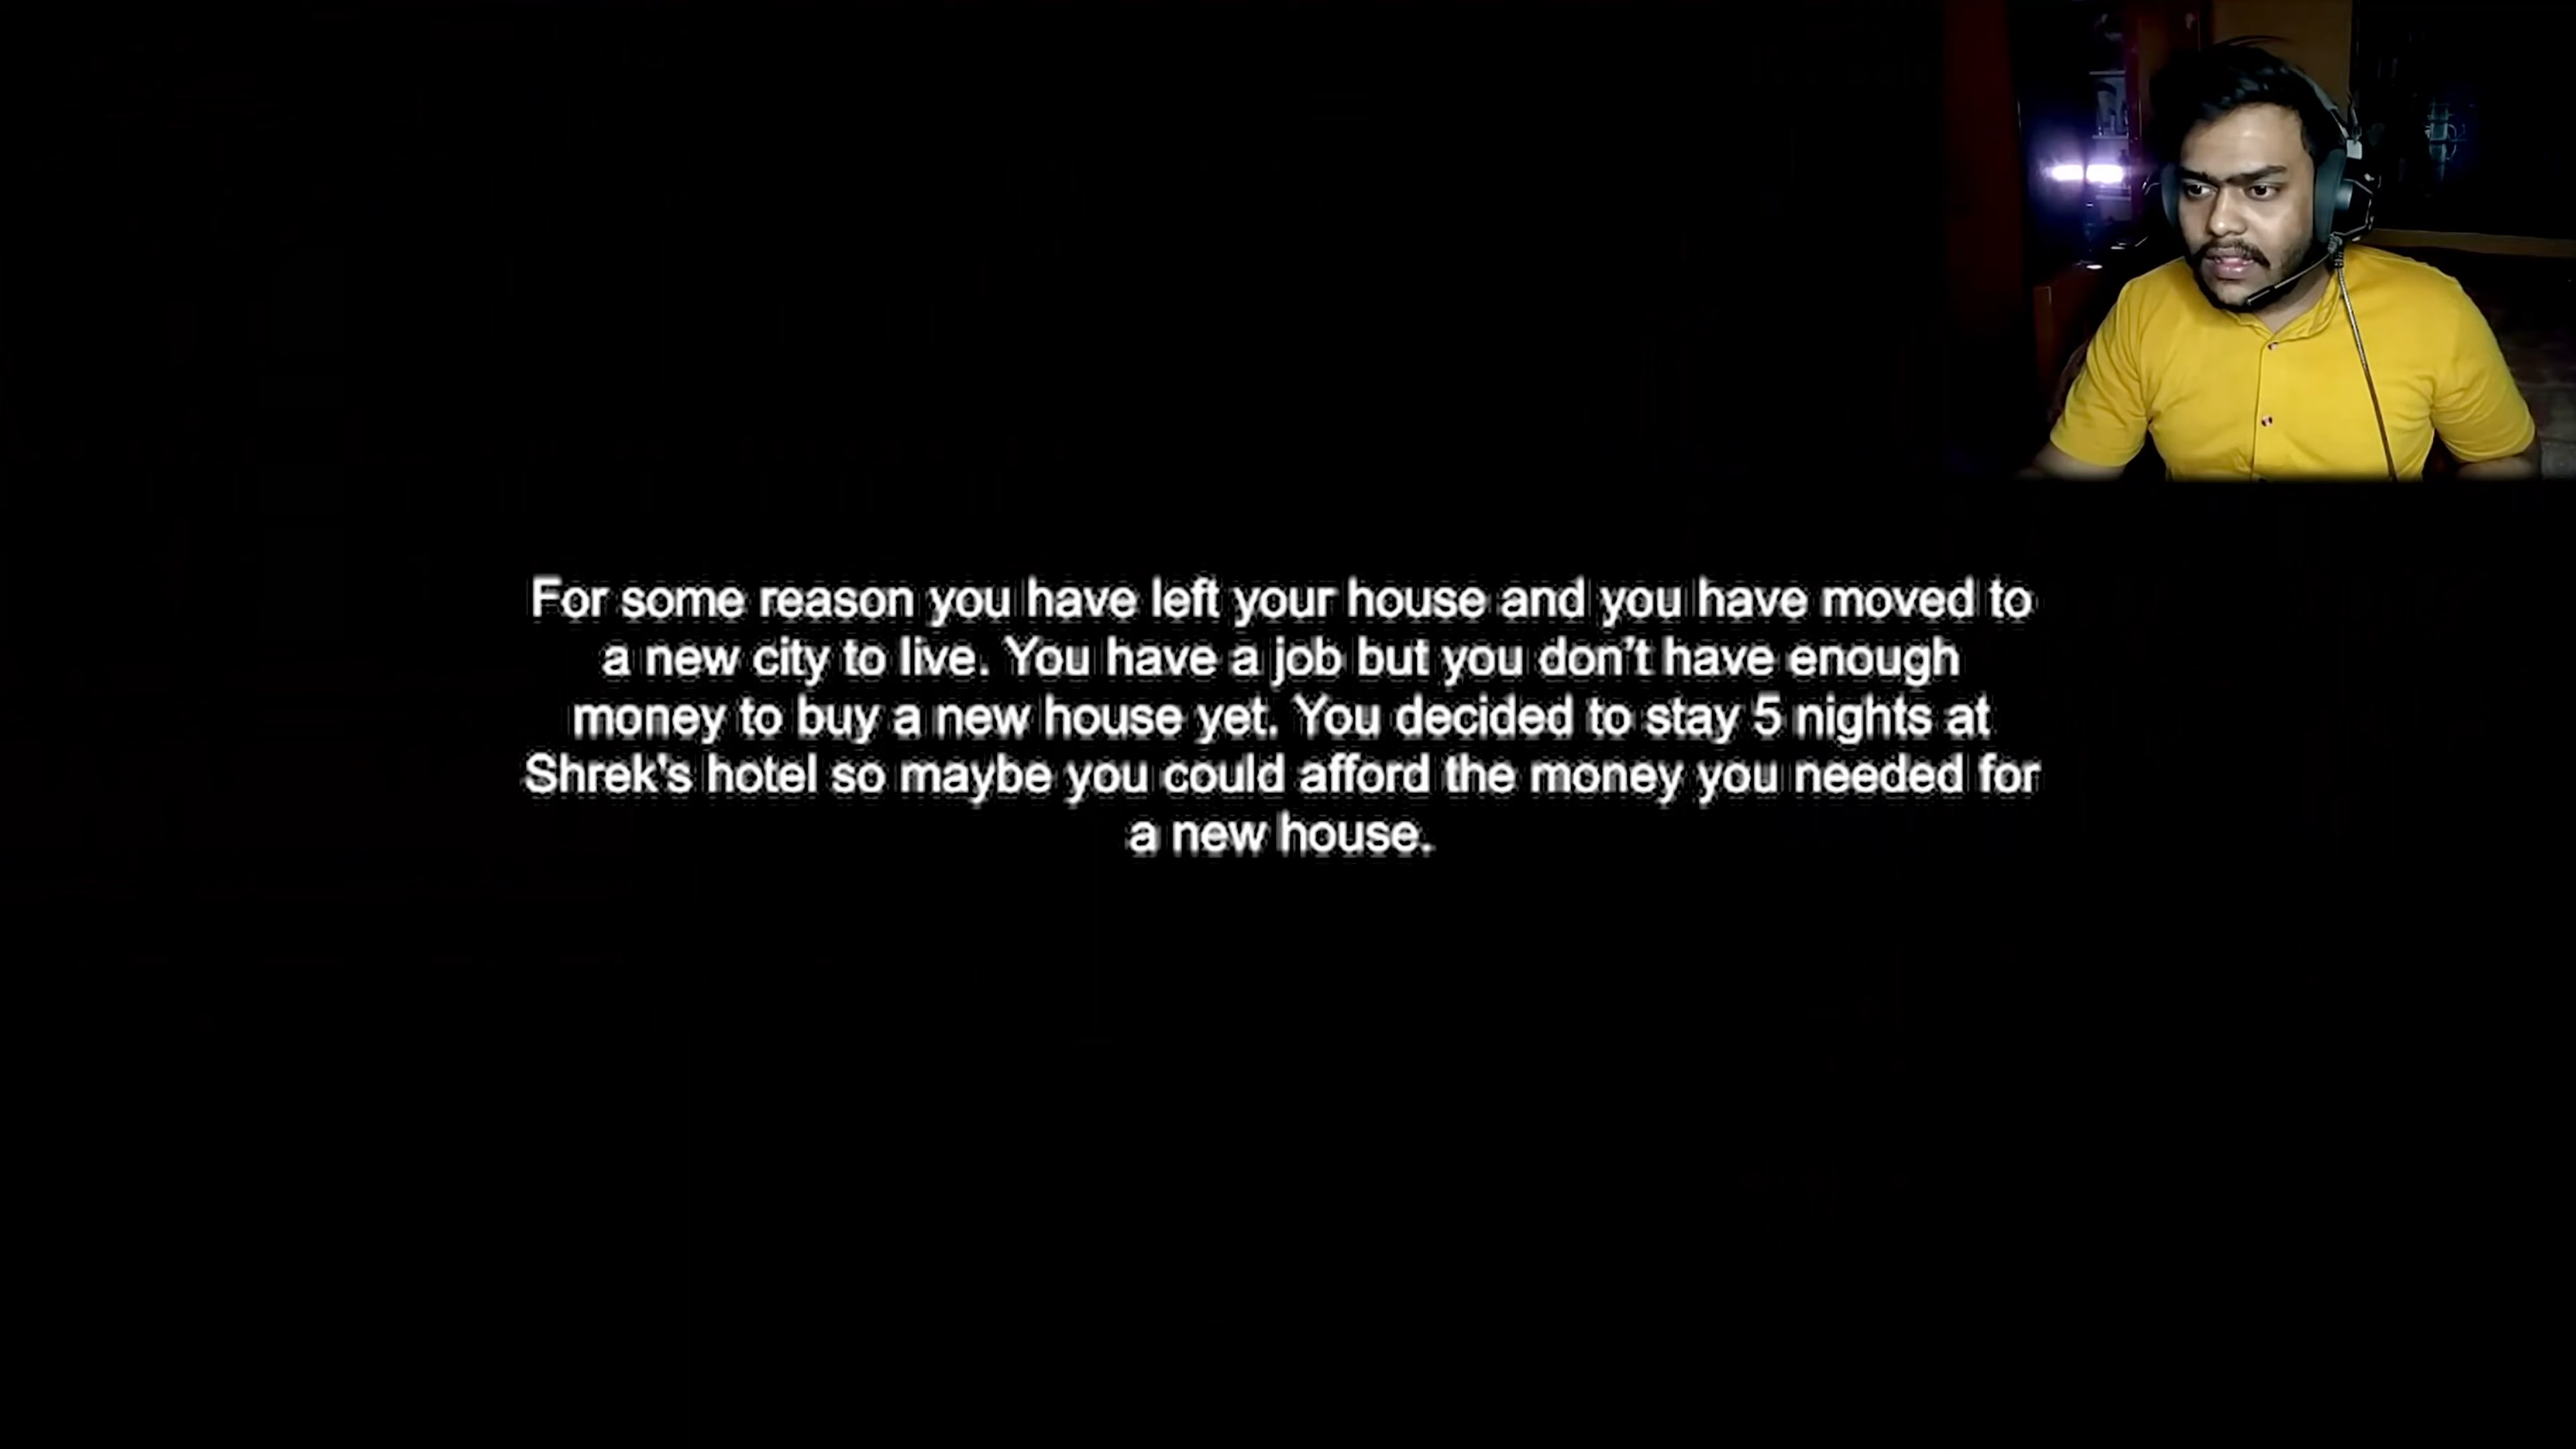 For some reason you have left your house and you have moved to
a new city to live. You have a job but you don't have enough
money to buy a new house yet. You decided to stay 5 nights at
Shrek's hotel so maybe you could afford the money you needed for
a new house.